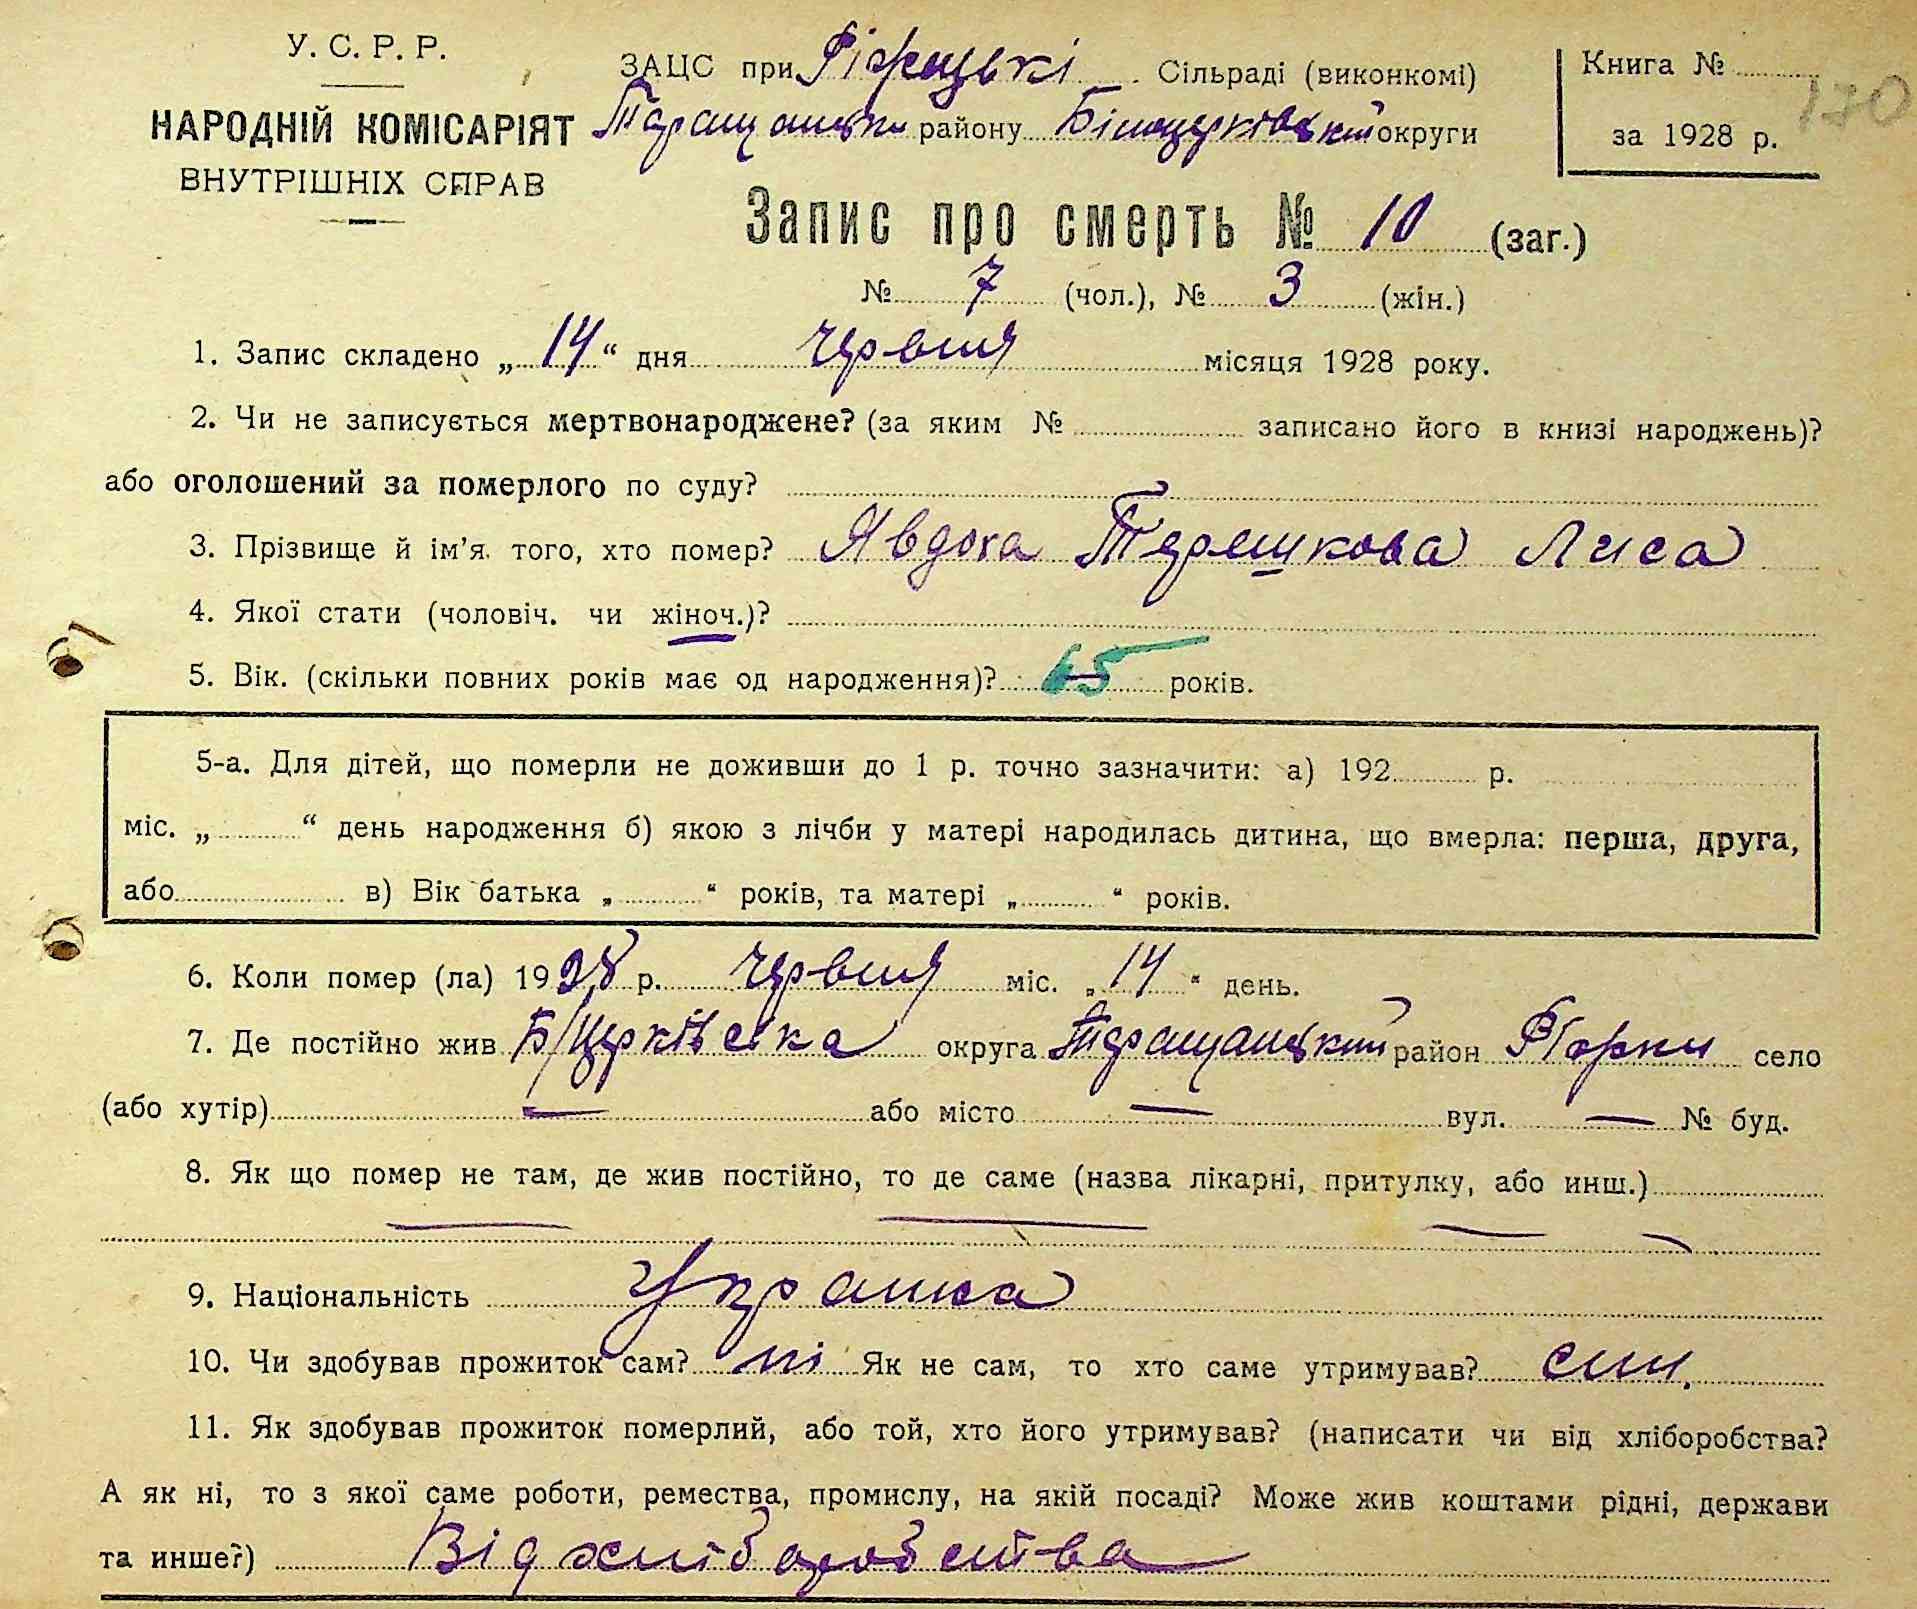 У. С. Р. Р.
НАРОДНІЙ КОМІСАРІЯТ
ВНУТРІШНІХ СПРАВ
ЗАЦС при Сільраді (виконкомі)
району Білоцерківський округи
Книга №
за 1928 р.
170
Запис про смерть № 10 (заг.)
№ 7 (чол.), № 3 (жін.)
1. Запис складено „ 14 “ дня червня місяця 1928 року.
2. Чи не записується мертвонароджене? (за яким № записано його в книзі народжень)?
або оголошений за померлого по суду?
3. Прізвище й ім'я того, хто помер? Явдоха Терешкова Лиса
4. Якої стати (чоловіч. чи жіноч.)?
5. Вік. (скільки повних років має од народження)? 65 років.
5-а. Для дітей, що померли не доживши до 1 р. точно зазначити: а) 192 р.
міс. „ “ день народження б) якою з лічби у матері народилась дитина, що вмерла: перша, друга,
або в) Вік батька „ “ років, та матері „ “ років.
6. Коли помер (ла) 1928 р. червня міс. „ 14 “ день.
7. Де постійно жив Б/Церківська округа Таращанський район село
(або хутір) — або місто — вул. — № буд.
8. Як що помер не там, де жив постійно, то де саме (назва лікарні, притулку, або инш.)
9. Національність Украінка
10. Чи здобував прожиток сам? ні Як не сам, то хто саме утримував? син.
11. Як здобував прожиток померлий, або той, хто його утримував? (написати чи від хліборобства?
А як ні, то з якої саме роботи, ремества, промислу, на якій посаді? Може жив коштами рідні, держави
та инше?) Від хліборобства